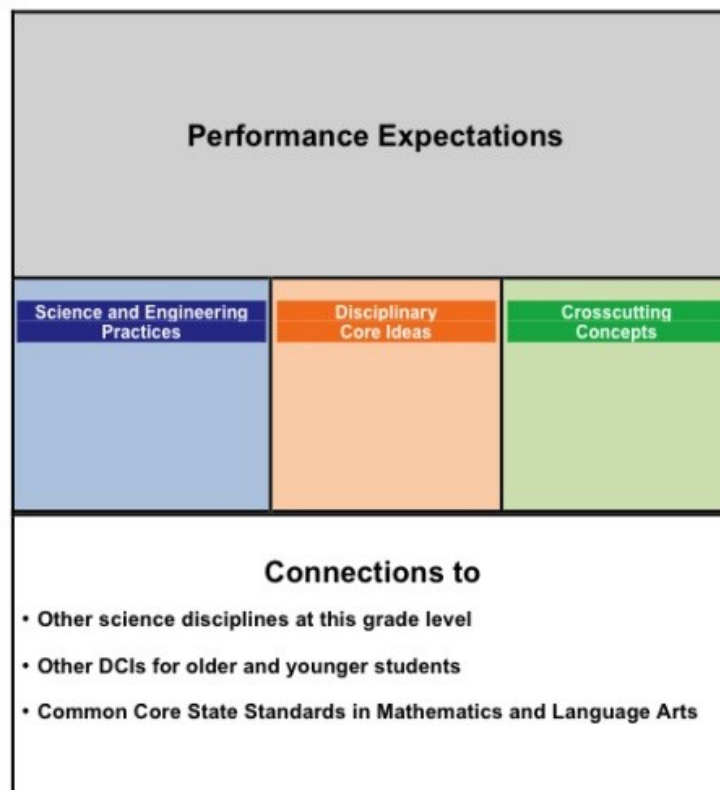 Performance Expectations
Science and Engineering
Practices
Disciplinary
Core Ideas
Crosscutting
Concepts
Connections to
• Other science disciplines at this grade level
• Other DCIs for older and younger students
• Common Core State Standards in Mathematics and Language Arts